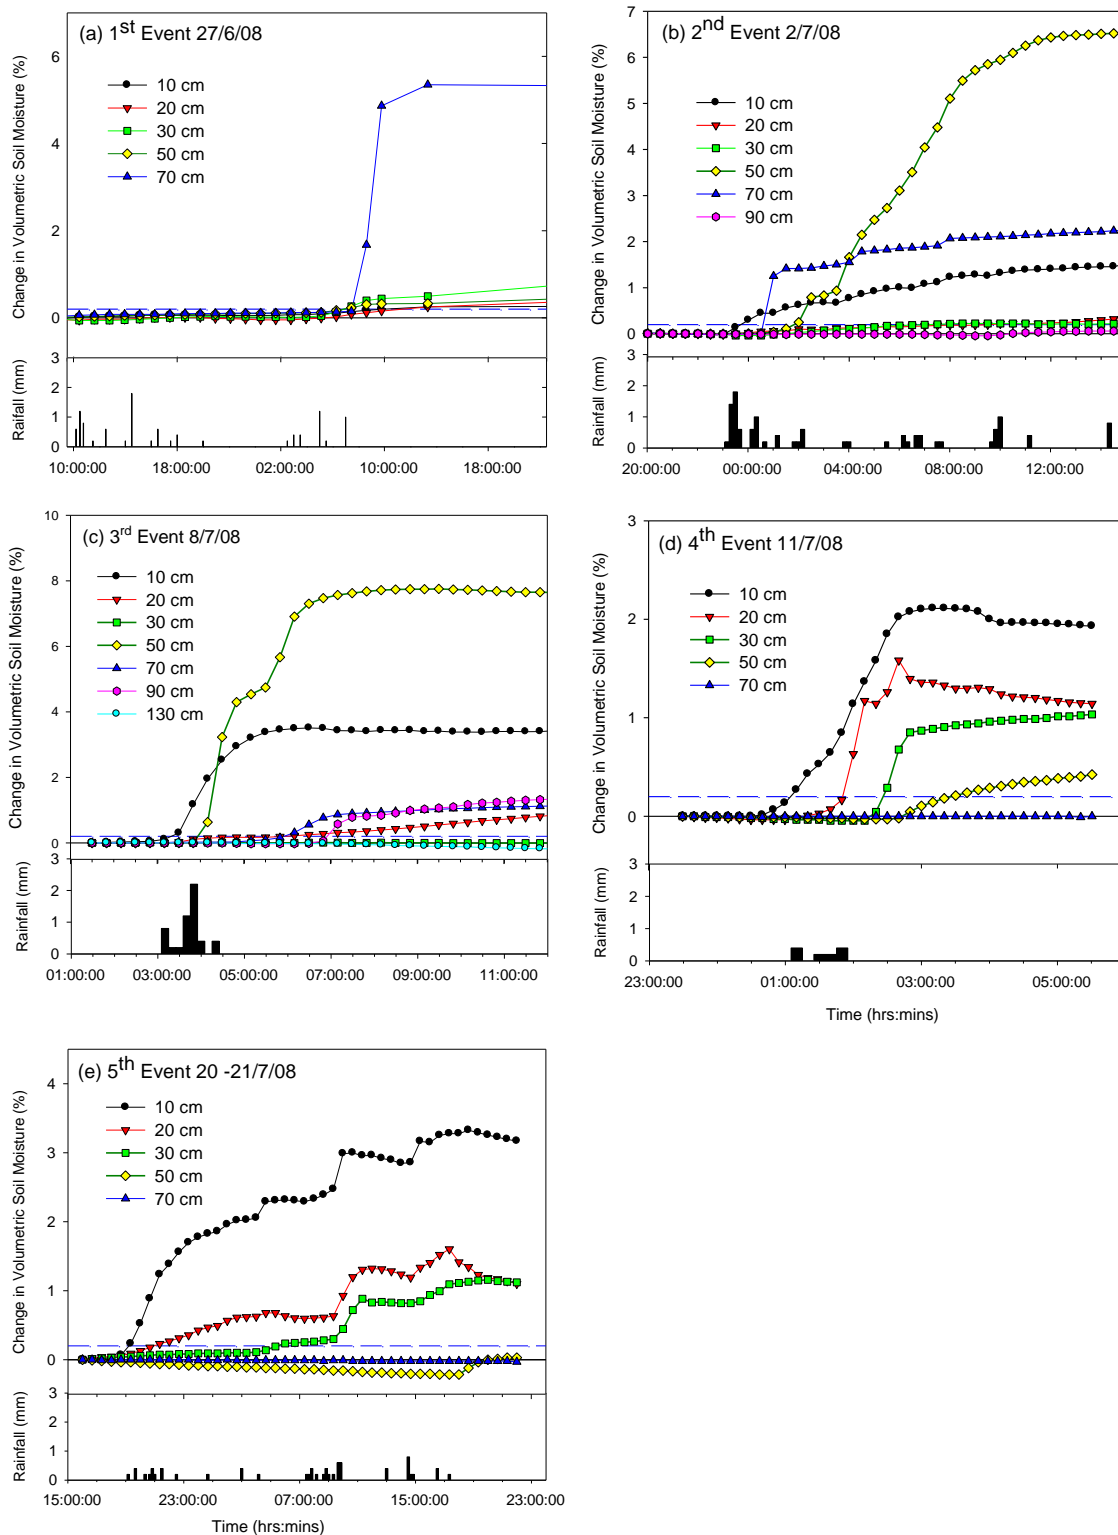 (a) 1st Event 27/6/08
Change in Volumetric Soil Moisture (%)
6
4
2
0
10 cm
20 cm
30 cm
50 cm
70 cm
Raifall (mm)
3
2
1
0
10:00:00
18:00:00
02:00:00
10:00:00
18:00:00
(b) 2nd Event 2/7/08
Change in Volumetric Soil Moisture (%)
7
6
5
4
3
2
1
0
10 cm
20 cm
30 cm
50 cm
70 cm
90 cm
Rainfall (mm)
3
2
1
0
20:00:00
00:00:00
04:00:00
08:00:00
12:00:00
(c) 3rd Event 8/7/08
Change in Volumetric Soil Moisture (%)
10
8
6
4
2
0
10 cm
20 cm
30 cm
50 cm
70 cm
90 cm
130 cm
Rainfall (mm)
3
2
1
0
01:00:00
03:00:00
05:00:00
07:00:00
09:00:00
11:00:00
(d) 4th Event 11/7/08
Change in Volumetric Soil Moisture (%)
3
2
1
0
10 cm
20 cm
30 cm
50 cm
70 cm
Rainfall (mm)
3
2
1
0
23:00:00
01:00:00
03:00:00
05:00:00
Time (hrs:mins)
(e) 5th Event 20 -21/7/08
Change in Volumetric Soil Moisture (%)
4
3
2
1
0
10 cm
20 cm
30 cm
50 cm
70 cm
Rainfall (mm)
3
2
1
0
15:00:00
23:00:00
07:00:00
15:00:00
23:00:00
Time (hrs:mins)